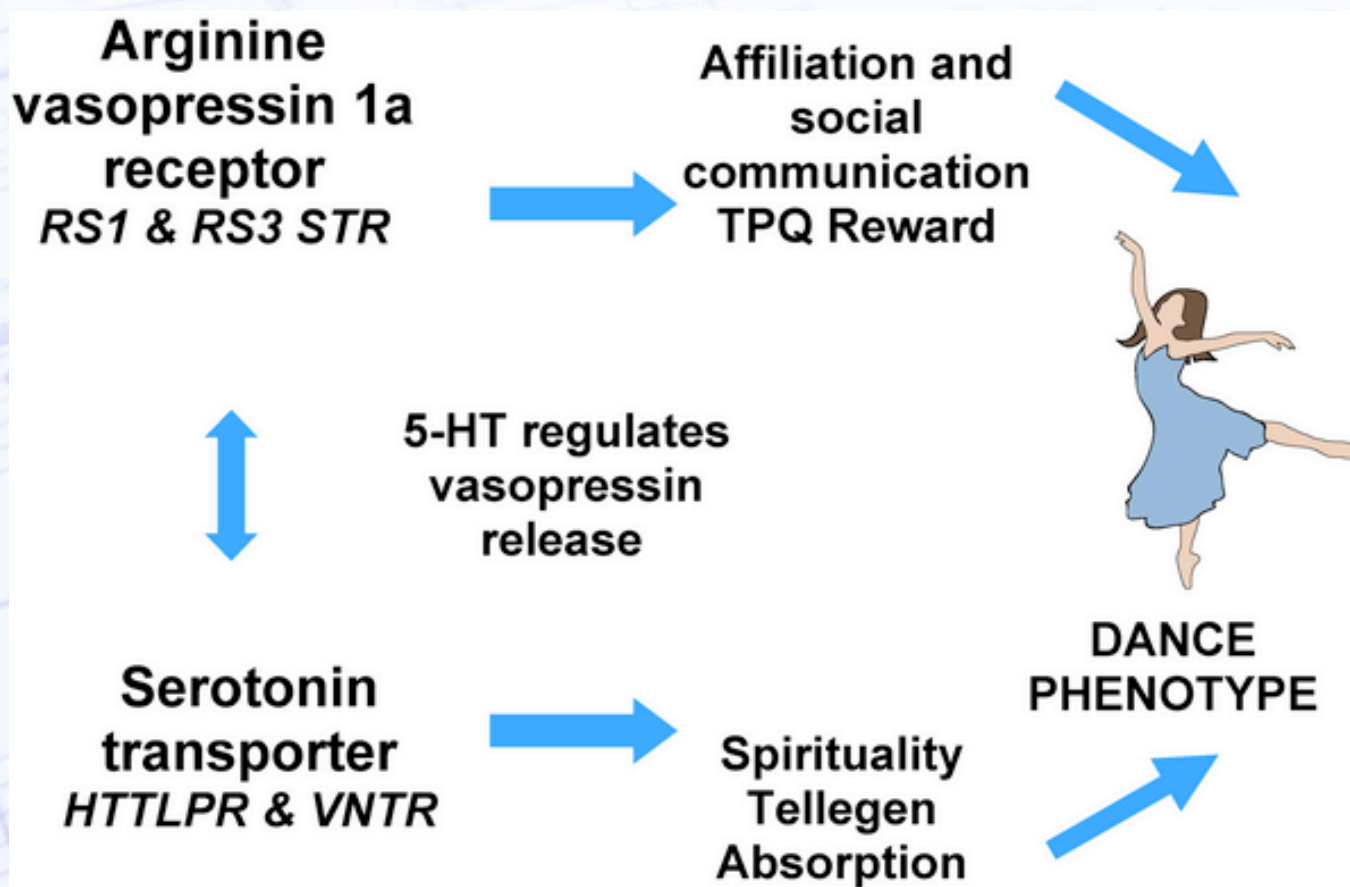 Arginine
vasopressin 1a
receptor
RS1 & RS3 STR
Affiliation and
social
communication
TPQ Reward
5-HT regulates
vasopressin
release
Serotonin
transporter
HTTLPR & VNTR
Spirituality
Tellegen
Absorption
DANCE
PHENOTYPE